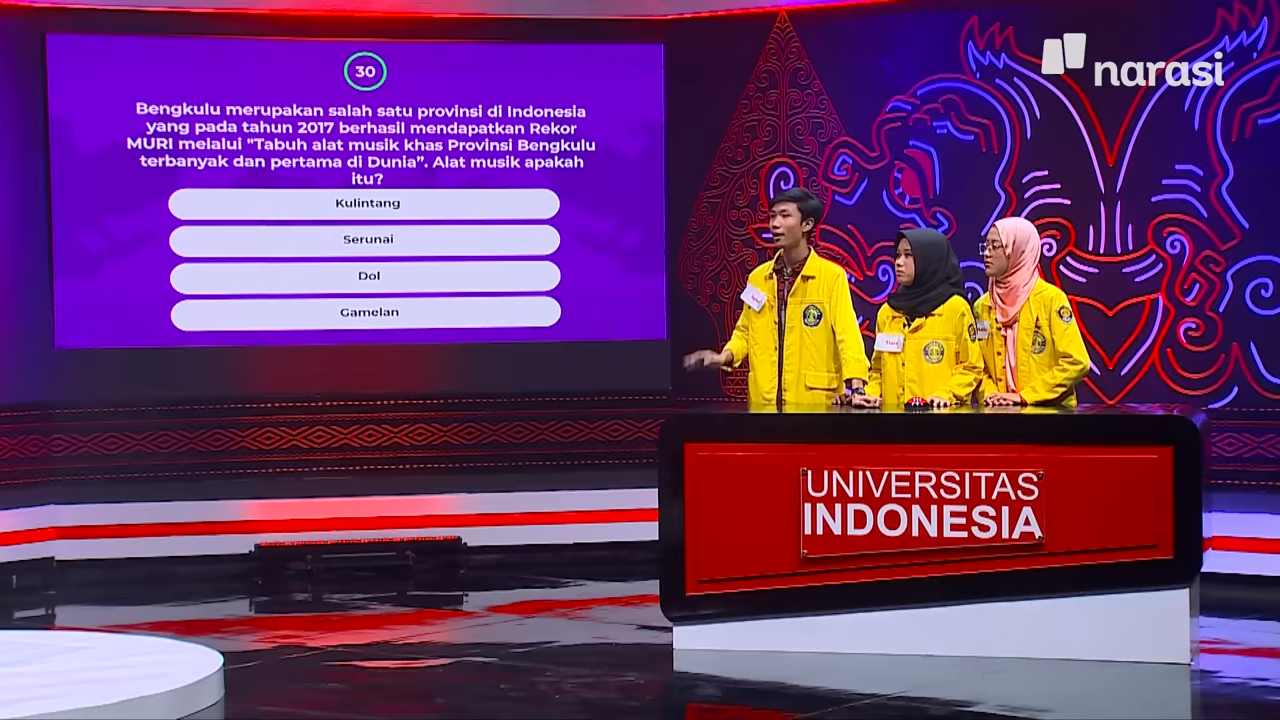 30
Bengkulu merupakan salah satu provinsi di Indonesia
yang pada tahun 2017 berhasil mendapatkan Rekor
MURI melalui "Tabuh alat musik khas Provinsi Bengkulu
terbanyak dan pertama di Dunia”. Alat musik apakah
itu?
Kulintang
Serunai
Dol
Gamelan
narasi
UNIVERSITAS
INDONESIA